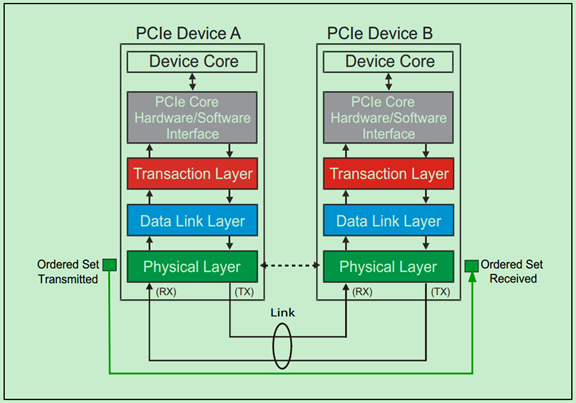 PCIe Device A
PCIe Device B
Device Core
Device Core
PCIe Core
Hardware/Software
Interface
PCIe Core
Hardware/Software
Interface
Transaction Layer
Transaction Layer
Data Link Layer
Data Link Layer
Ordered Set
Transmitted
Physical Layer
Physical Layer
Ordered Set
Received
(RX)
(TX)
(RX)
(TX)
Link